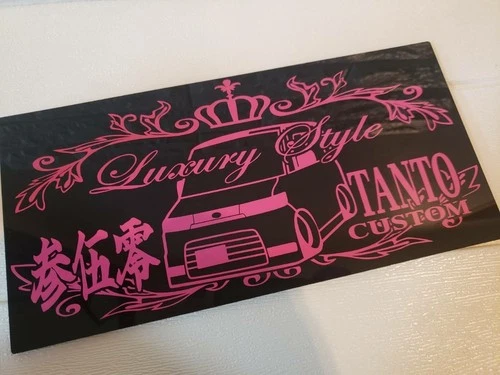 Luxury Style
TANTO
CUSTOM
参伍零